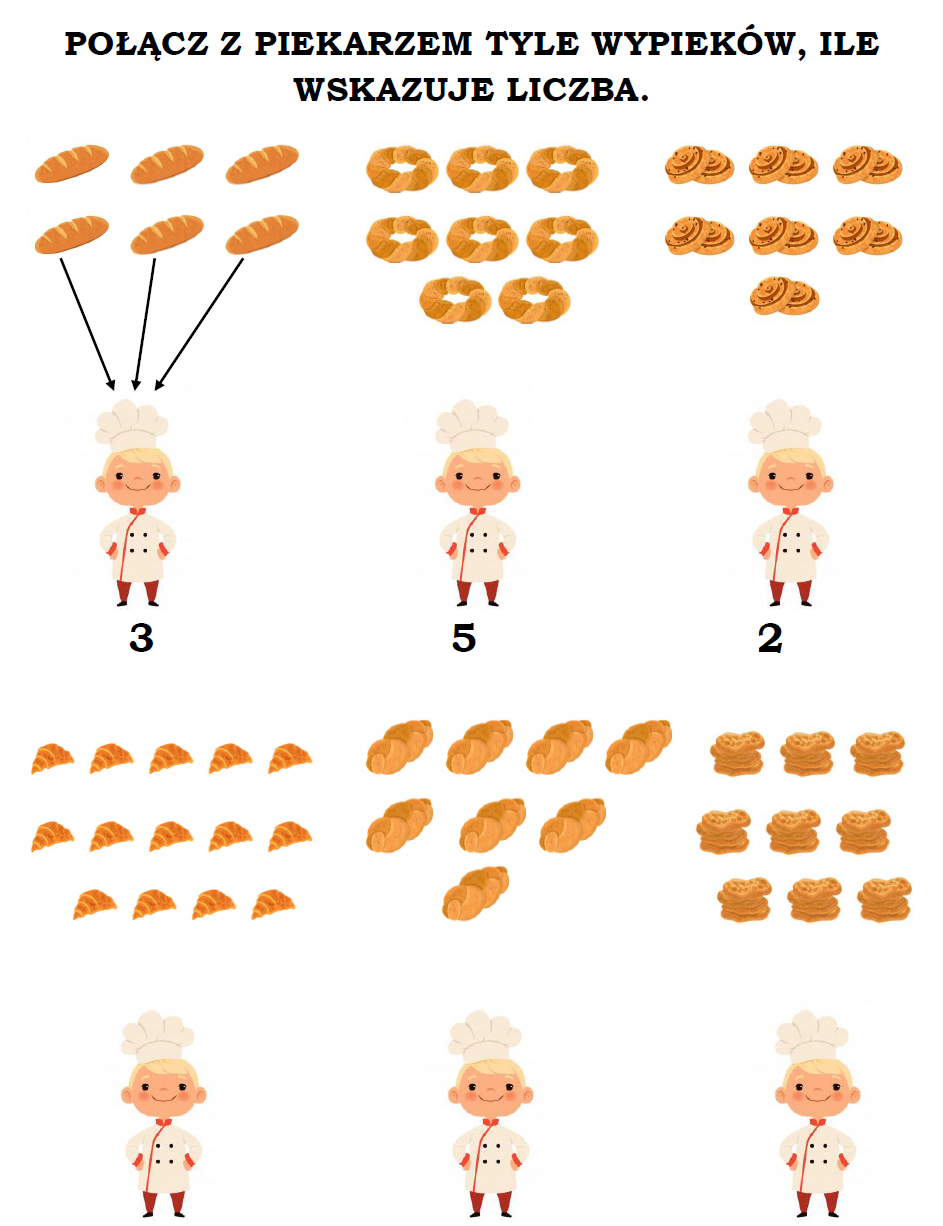 POŁĄCZ Z PIEKARZEM TYLE WYPIEKÓW, ILE
WSKAZUJE LICZBA.
3 5 2